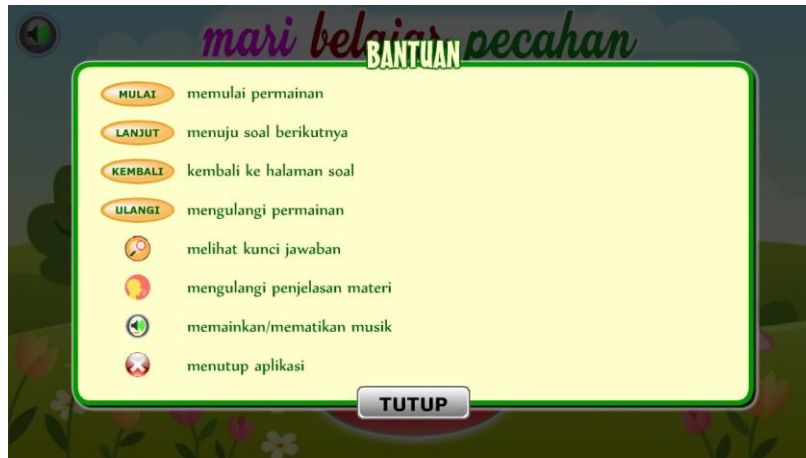 mari belajar pecahan
BANTUAN
MULAI memulai permainan
LANJUT menuju soal berikutnya
KEMBALI kembali ke halaman soal
ULANGI mengulangi permainan
melihat kunci jawaban
mengulangi penjelasan materi
memainkan/mematikan musik
menutup aplikasi
TUTUP